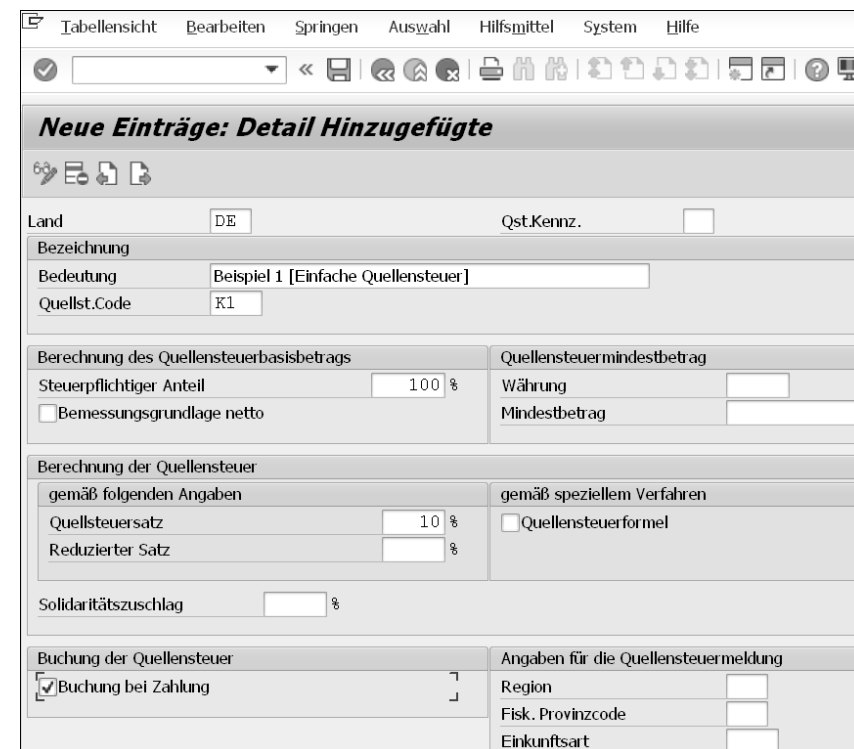 Tabellensicht Bearbeiten Springen Auswahl Hilfsmittel System Hilfe
Neue Einträge: Detail Hinzugefügte
Land DE Qst.Kennz.
Bezeichnung
Bedeutung Beispiel 1 [Einfache Quellensteuer]
Quellst.Code K1
Berechnung des Quellensteuerbasisbetrags Quellensteuermindestbetrag
Steuerpflichtiger Anteil 100 % Währung
Bemessungsgrundlage netto Mindestbetrag
Berechnung der Quellensteuer
gemäß folgenden Angaben gemäß speziellem Verfahren
Quellsteuersatz 10 % Quellensteuerformel
Reduzierter Satz %
Solidaritätszuschlag %
Buchung der Quellensteuer Angaben für die Quellensteuermeldung
Buchung bei Zahlung Region
Fisk. Provinzcode
Einkunftsart